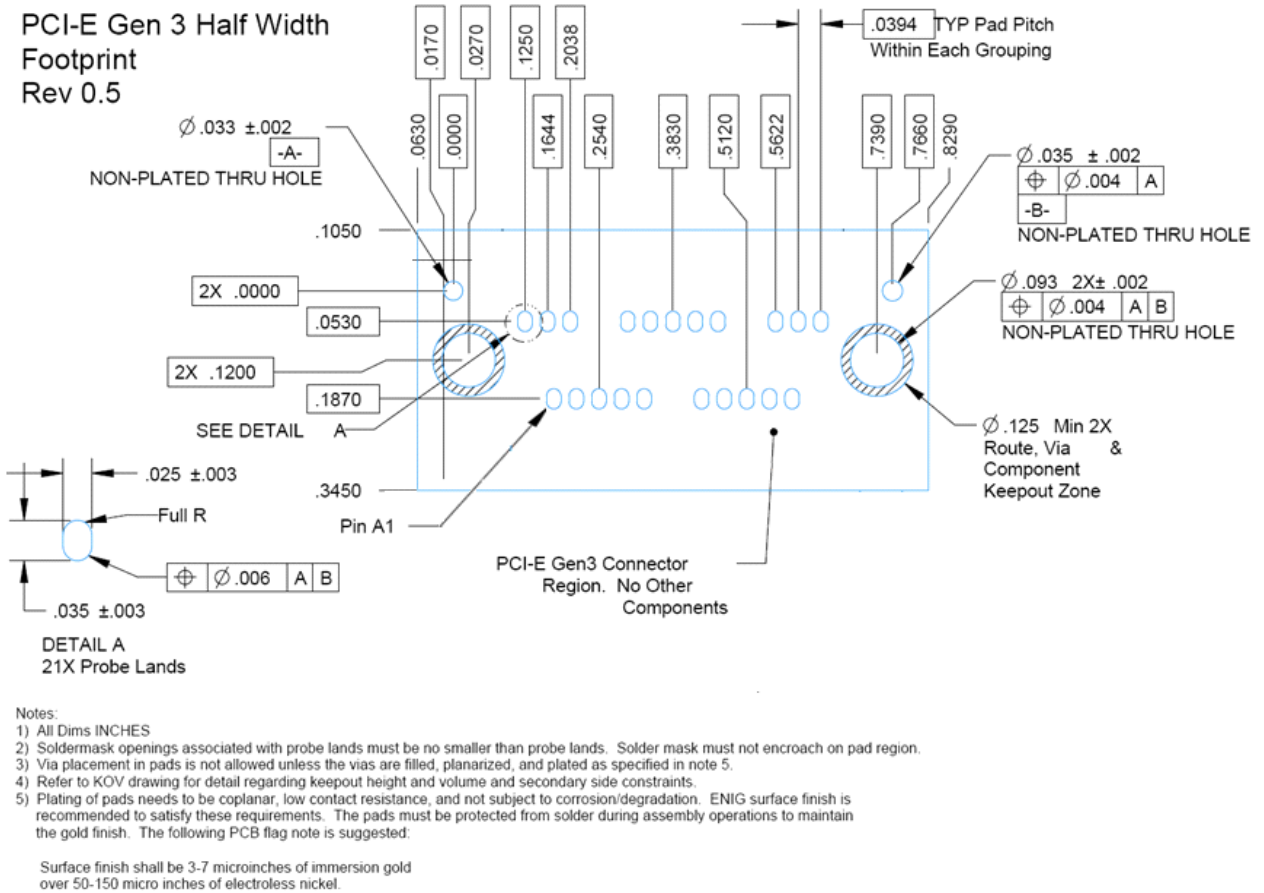 PCI-E Gen 3 Half Width
Footprint
Rev 0.5
.0630
.0170
.0000
.0270
.1250
.1644
.2038
.2540
.3830
.5120
.5622
.7390
.7660
.8290
.0394 TYP Pad Pitch
Within Each Grouping
Ø.033 ±.002
-A-
NON-PLATED THRU HOLE
Ø.035 ± .002
⌖ Ø.004 A
-B-
NON-PLATED THRU HOLE
.1050
2X .0000
.0530
2X .1200
.1870
SEE DETAIL A
.3450
Pin A1
Ø.093 2X± .002
⌖ Ø.004 A B
NON-PLATED THRU HOLE
Ø.125 Min 2X
Route, Via &
Component
Keepout Zone
PCI-E Gen3 Connector
Region. No Other
Components
.025 ±.003
Full R
⌖ Ø.006 A B
.035 ±.003
DETAIL A
21X Probe Lands
Notes:
1) All Dims INCHES
2) Soldermask openings associated with probe lands must be no smaller than probe lands. Solder mask must not encroach on pad region.
3) Via placement in pads is not allowed unless the vias are filled, planarized, and plated as specified in note 5.
4) Refer to KOV drawing for detail regarding keepout height and volume and secondary side constraints.
5) Plating of pads needs to be coplanar, low contact resistance, and not subject to corrosion/degradation. ENIG surface finish is
recommended to satisfy these requirements. The pads must be protected from solder during assembly operations to maintain
the gold finish. The following PCB flag note is suggested:
Surface finish shall be 3-7 microinches of immersion gold
over 50-150 micro inches of electroless nickel.